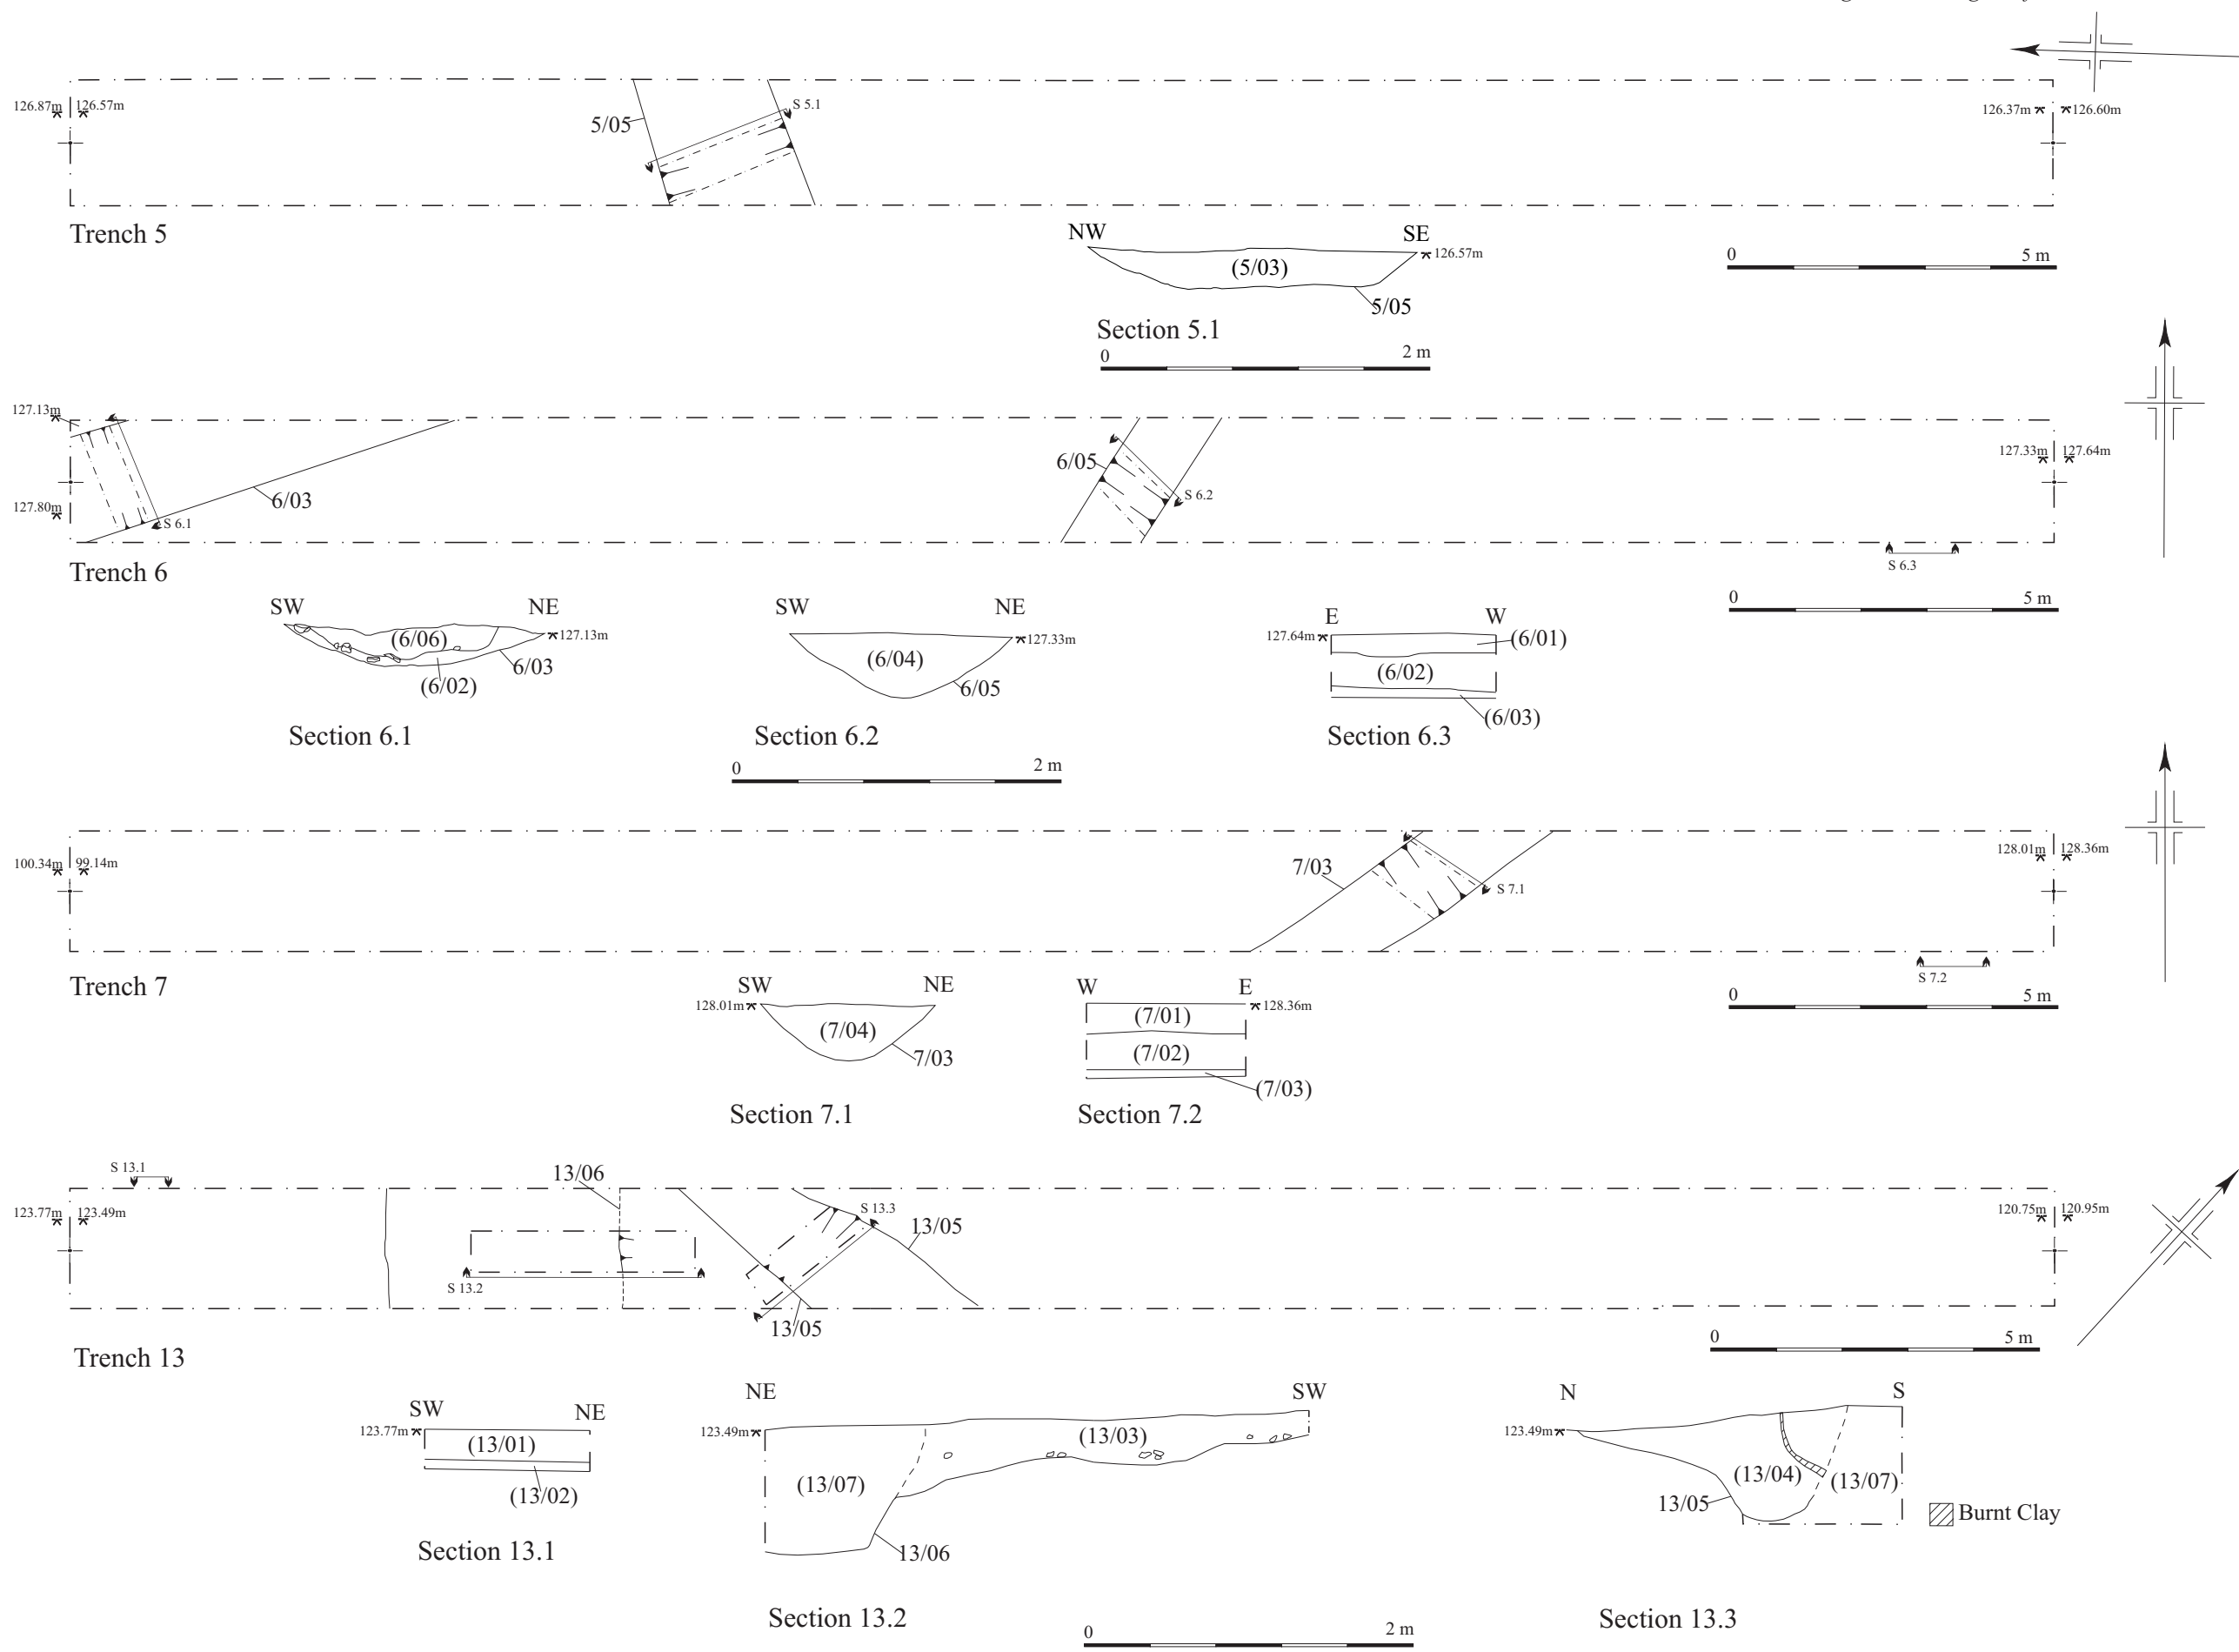 126.87m 126.57m
5/05
S 5.1
126.37m 126.60m
Trench 5
NW SE
126.57m
(5/03)
5/05
Section 5.1
0 2 m
0 5 m
127.13m
127.80m
S 6.1
6/03
6/05
S 6.2
127.33m 127.64m
S 6.3
Trench 6
0 5 m
SW NE
127.13m
(6/06)
6/03
(6/02)
Section 6.1
SW NE
127.33m
(6/04)
6/05
Section 6.2
E W
127.64m
(6/01)
(6/02)
(6/03)
Section 6.3
0 2 m
100.34m 99.14m
7/03
S 7.1
128.01m 128.36m
S 7.2
Trench 7
0 5 m
SW NE
128.01m
(7/04)
7/03
Section 7.1
W E
128.36m
(7/01)
(7/02)
(7/03)
Section 7.2
S 13.1
123.77m 123.49m
13/06
S 13.2
S 13.3
13/05
13/05
120.75m 120.95m
Trench 13
0 5 m
SW NE
123.77m
(13/01)
(13/02)
Section 13.1
NE SW
123.49m
(13/03)
(13/07)
13/06
Section 13.2
N S
123.49m
(13/04)
(13/07)
13/05
Burnt Clay
Section 13.3
0 2 m